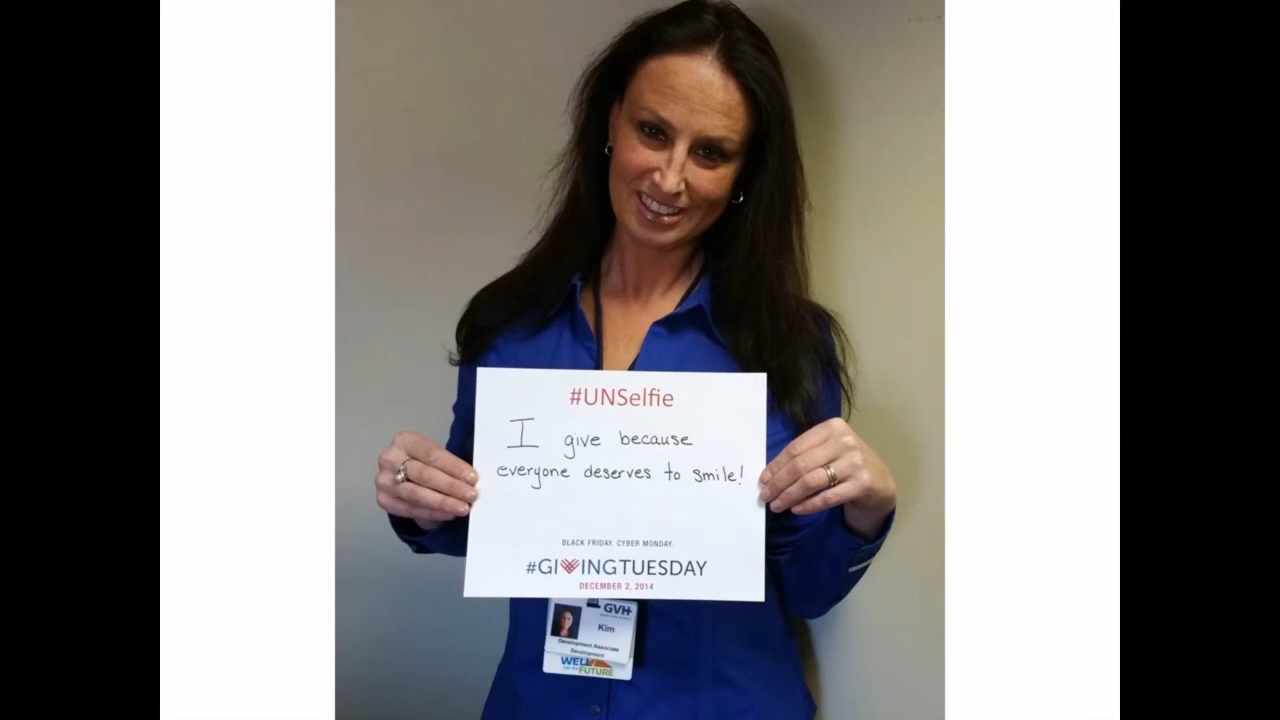 #UNSelfie
I give because
everyone deserves to smile!
BLACK FRIDAY. CYBER MONDAY.
#GIVINGTUESDAY
DECEMBER 2, 2014
GVH
Kim
Development Associate
Development
WELL
FUTURE